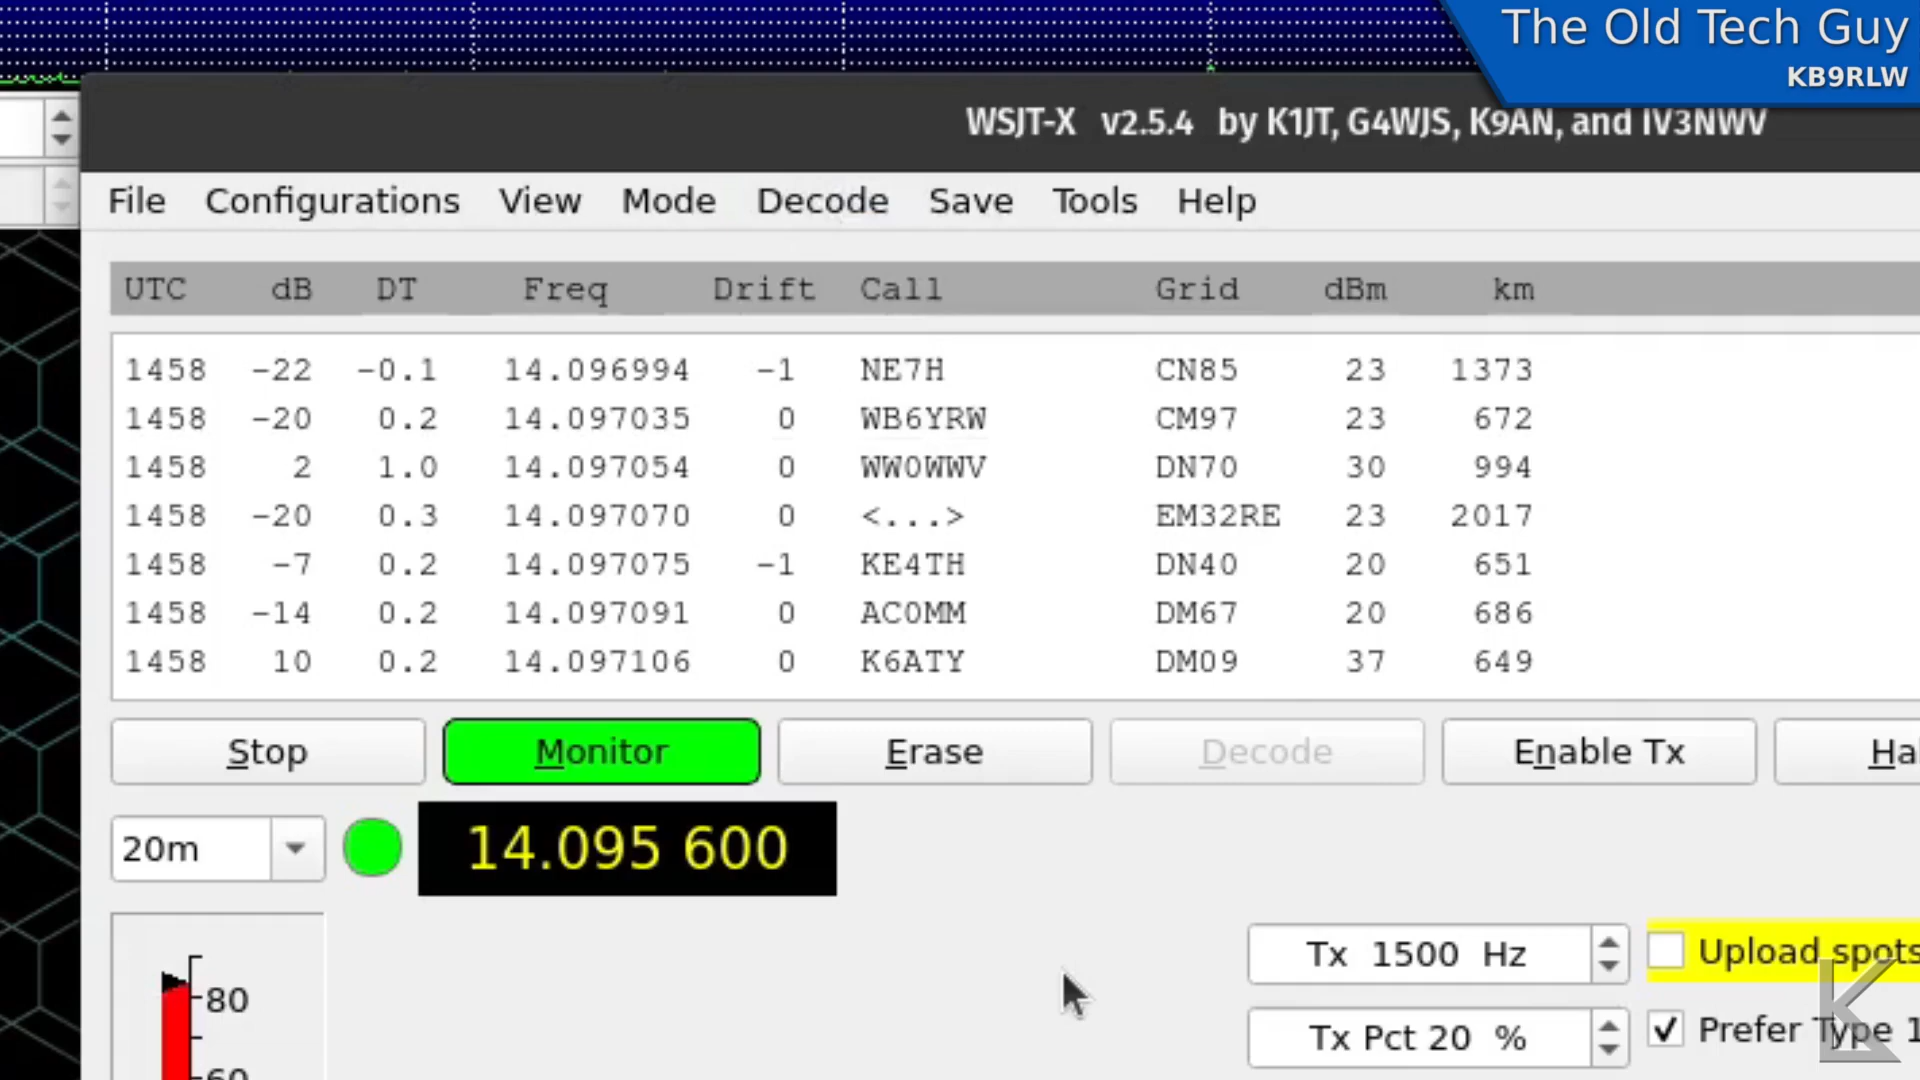 The Old Tech Guy
KB9RLW
WSJT-X v2.5.4 by K1JT, G4WJS, K9AN, and IV3NWV
File Configurations View Mode Decode Save Tools Help
UTC dB DT Freq Drift Call Grid dBm km
1458 -22 -0.1 14.096994 -1 NE7H CN85 23 1373
1458 -20 0.2 14.097035 0 WB6YRW CM97 23 672
1458 2 1.0 14.097054 0 WW0WWV DN70 30 994
1458 -20 0.3 14.097070 0 <...> EM32RE 23 2017
1458 -7 0.2 14.097075 -1 KE4TH DN40 20 651
1458 -14 0.2 14.097091 0 AC0MM DM67 20 686
1458 10 0.2 14.097106 0 K6ATY DM09 37 649
Stop Monitor Erase Decode Enable Tx Hal
20m 14.095 600
Tx 1500 Hz Upload spots
80
Tx Pct 20 % Prefer Type 1
60
K